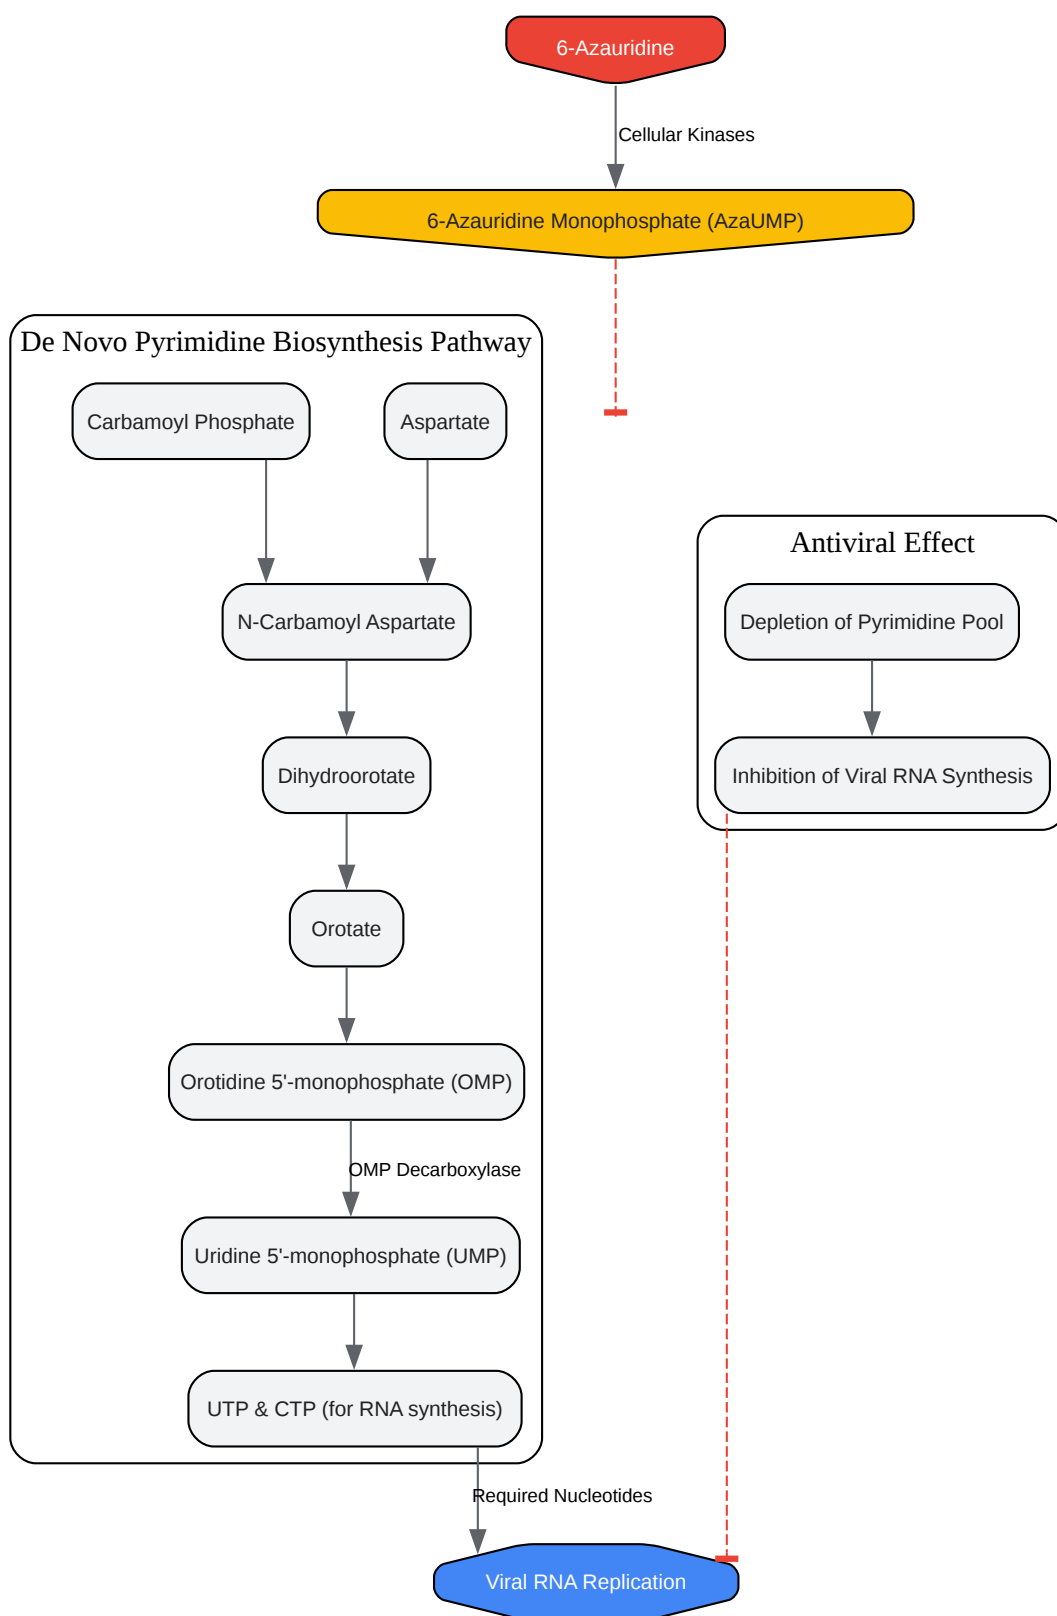 6-Azauridine
Cellular Kinases
6-Azauridine Monophosphate (AzaUMP)
De Novo Pyrimidine Biosynthesis Pathway
Carbamoyl Phosphate
Aspartate
N-Carbamoyl Aspartate
Dihydroorotate
Orotate
Orotidine 5'-monophosphate (OMP)
OMP Decarboxylase
Uridine 5'-monophosphate (UMP)
UTP & CTP (for RNA synthesis)
Antiviral Effect
Depletion of Pyrimidine Pool
Inhibition of Viral RNA Synthesis
Required Nucleotides
Viral RNA Replication